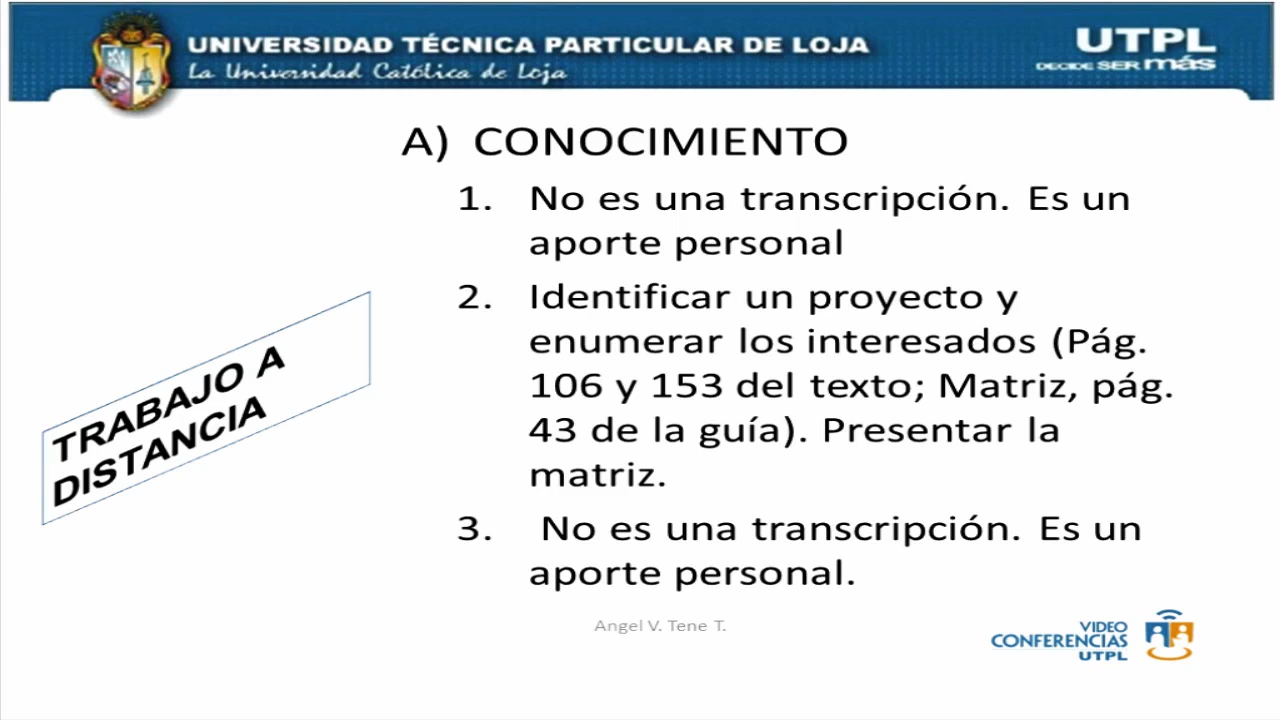 UNIVERSIDAD TÉCNICA PARTICULAR DE LOJA
La Universidad Católica de Loja
UTPL
DECIDE SER más
A) CONOCIMIENTO
1. No es una transcripción. Es un
aporte personal
2. Identificar un proyecto y
enumerar los interesados (Pág.
106 y 153 del texto; Matriz, pág.
43 de la guía). Presentar la
matriz.
3. No es una transcripción. Es un
aporte personal.
TRABAJO A
DISTANCIA
Angel V. Tene T.
VIDEO
CONFERENCIAS
UTPL